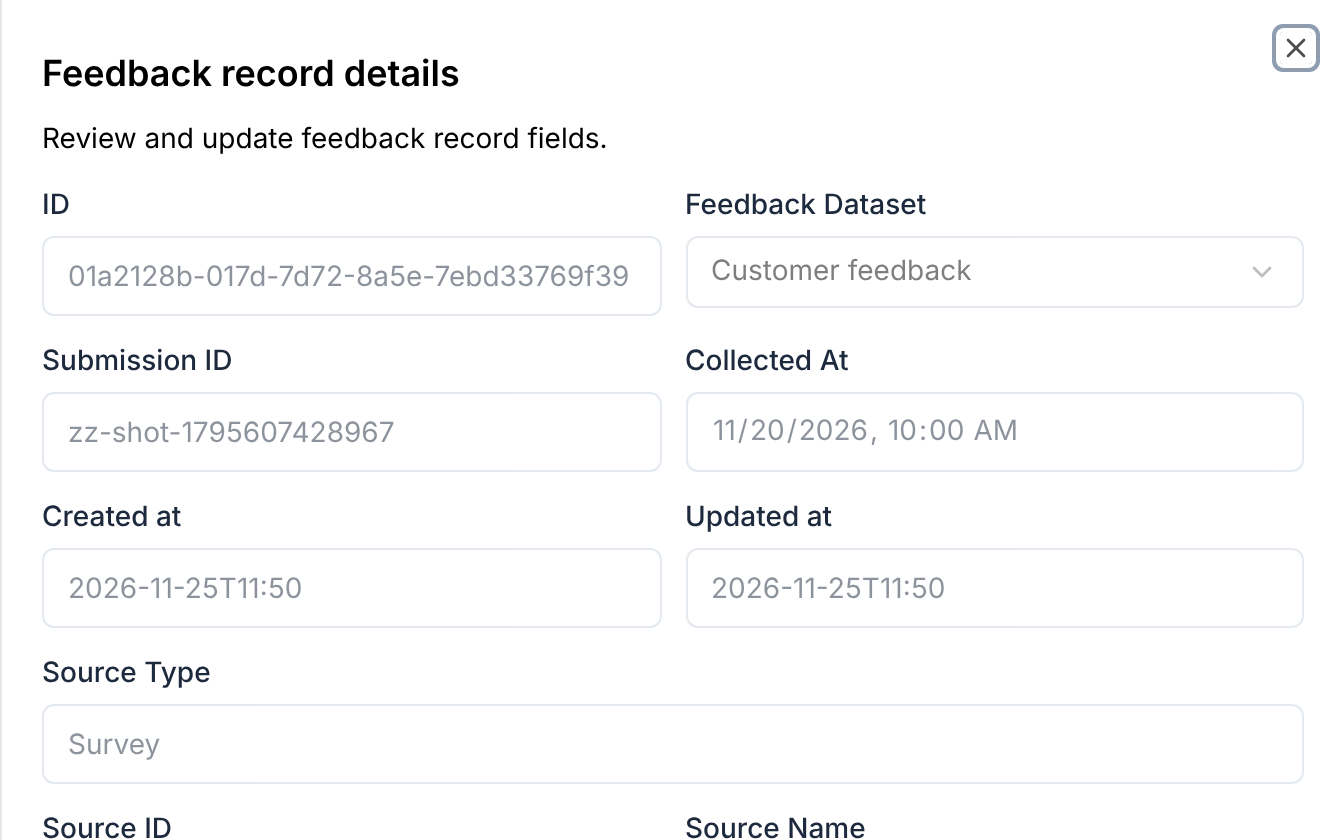 Feedback record details
Review and update feedback record fields.
ID
Feedback Dataset
01a2128b-017d-7d72-8a5e-7ebd33769f39
Customer feedback
Submission ID
Collected At
zz-shot-1795607428967
11/20/2026, 10:00 AM
Created at
Updated at
2026-11-25T11:50
2026-11-25T11:50
Source Type
Survey
Source ID
Source Name